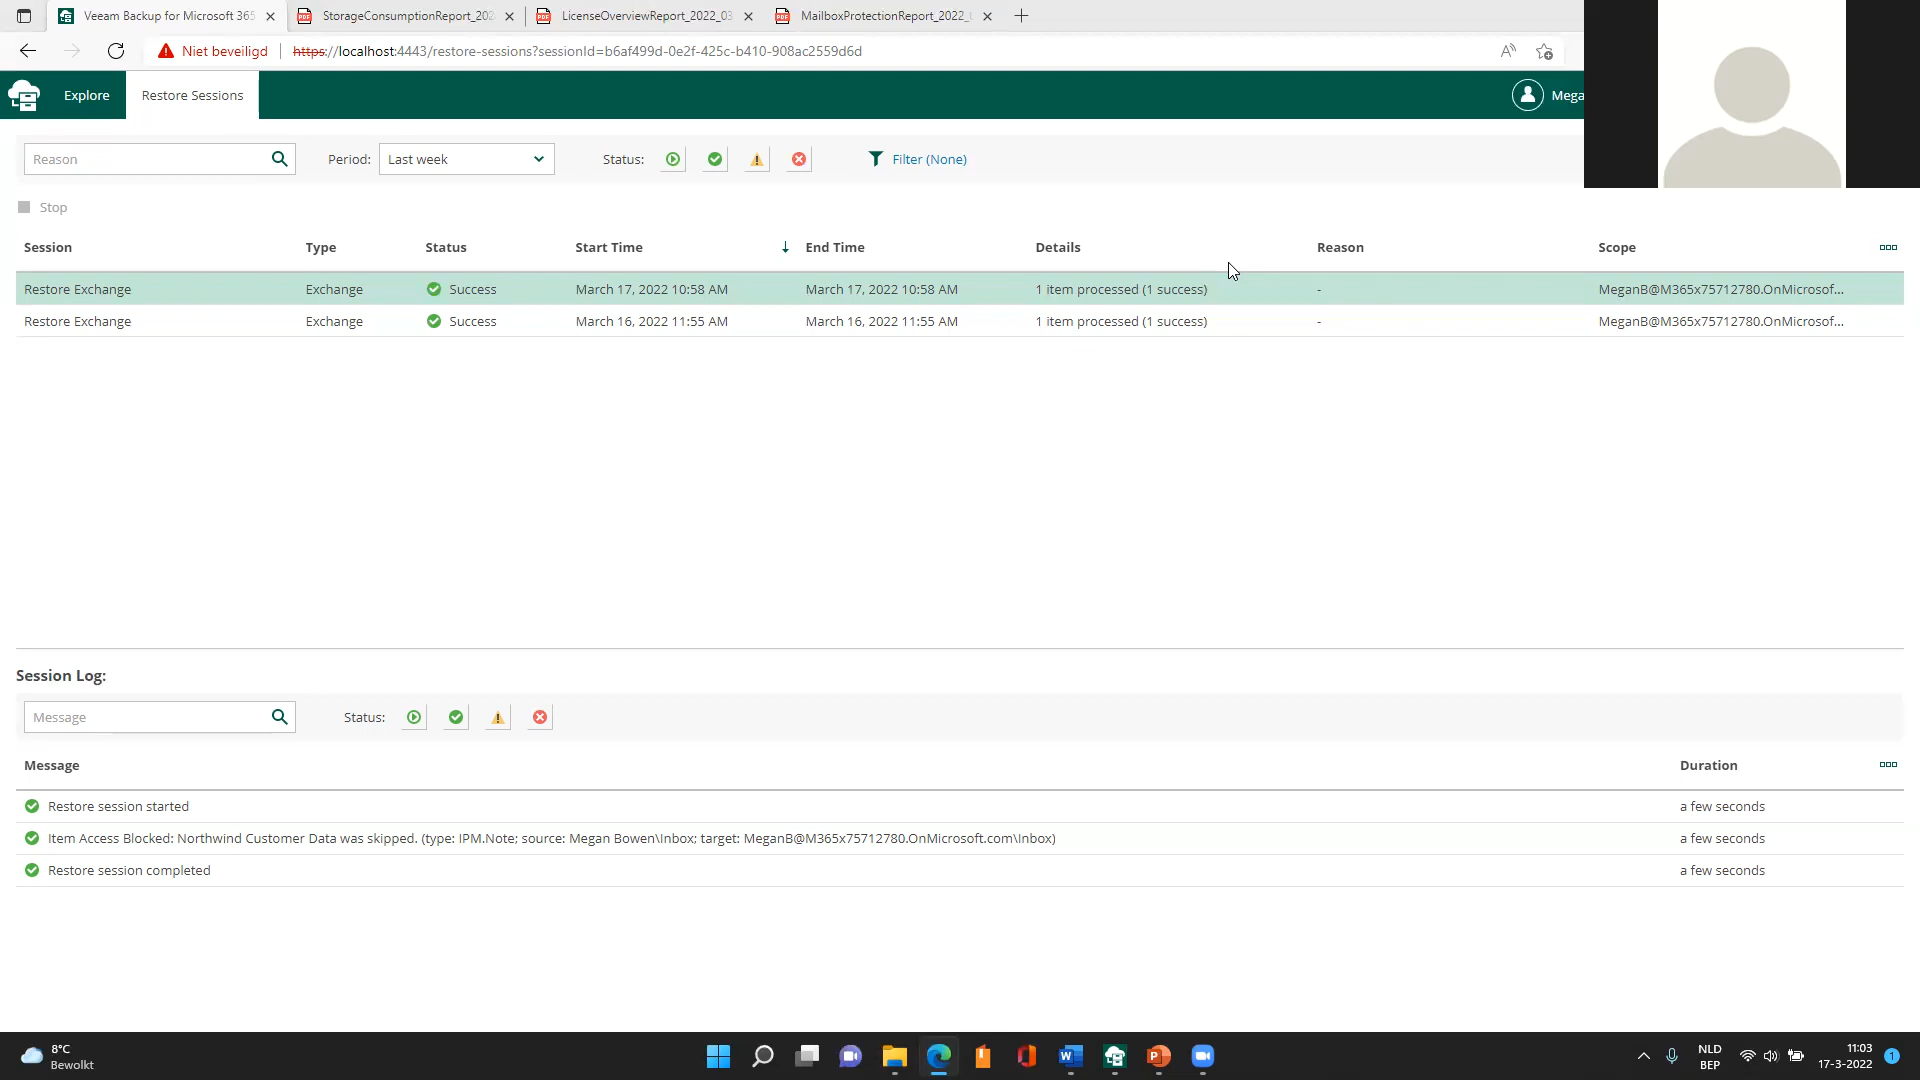 Veeam Backup for Microsoft 365
StorageConsumptionReport_202
LicenseOverviewReport_2022_03
MailboxProtectionReport_2022_
Niet beveiligd https://localhost:4443/restore-sessions?sessionId=b6af499d-0e2f-425c-b410-908ac2559d6d
Explore Restore Sessions Mega
Reason Period: Last week Status: Filter (None)
Stop
Session Type Status Start Time End Time Details Reason Scope
Restore Exchange Exchange Success March 17, 2022 10:58 AM March 17, 2022 10:58 AM 1 item processed (1 success) - MeganB@M365x75712780.OnMicrosof...
Restore Exchange Exchange Success March 16, 2022 11:55 AM March 16, 2022 11:55 AM 1 item processed (1 success) - MeganB@M365x75712780.OnMicrosof...
Session Log:
Message Status:
Message Duration
Restore session started a few seconds
Item Access Blocked: Northwind Customer Data was skipped. (type: IPM.Note; source: Megan Bowen\Inbox; target: MeganB@M365x75712780.OnMicrosoft.com\Inbox) a few seconds
Restore session completed a few seconds
8°C
Bewolkt
NLD
BEP
11:03
17-3-2022
1